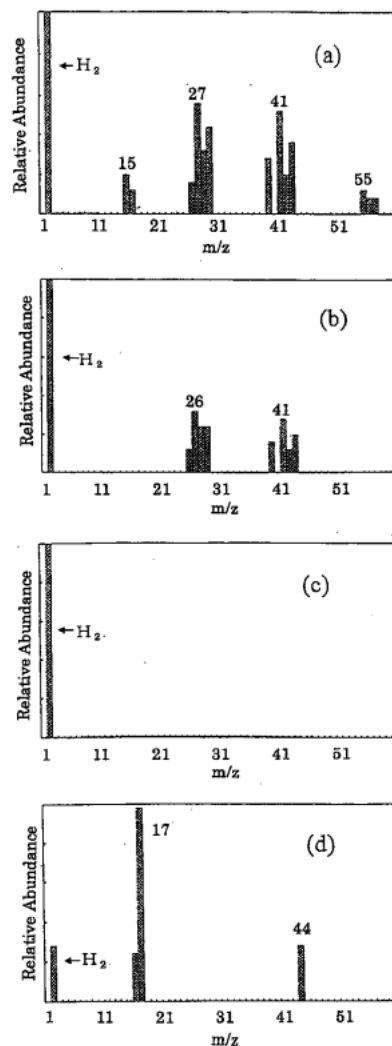 (a)
Relative Abundance
← H₂
15
27
41
55
1 11 21 31 41 51
m/z
(b)
Relative Abundance
← H₂
26
41
1 11 21 31 41 51
m/z
(c)
Relative Abundance
← H₂
1 11 21 31 41 51
m/z
(d)
Relative Abundance
← H₂
17
44
1 11 21 31 41 51
m/z